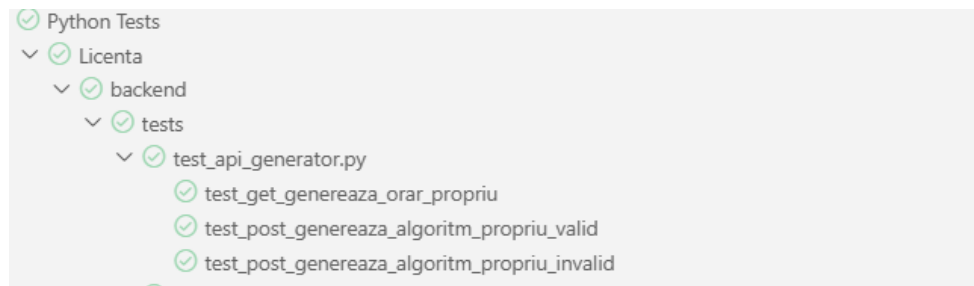 Python Tests
Licenta
backend
tests
test_api_generator.py
test_get_genereaza_orar_propriu
test_post_genereaza_algoritm_propriu_valid
test_post_genereaza_algoritm_propriu_invalid